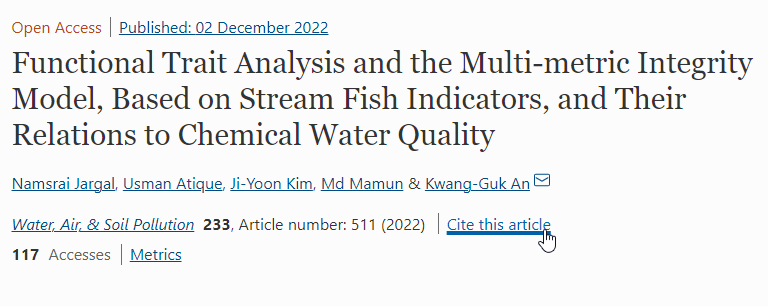 Open Access | Published: 02 December 2022
Functional Trait Analysis and the Multi-metric Integrity
Model, Based on Stream Fish Indicators, and Their
Relations to Chemical Water Quality
Namsrai Jargal, Usman Atique, Ji-Yoon Kim, Md Mamun & Kwang-Guk An
Water, Air, & Soil Pollution 233, Article number: 511 (2022) | Cite this article
117 Accesses | Metrics